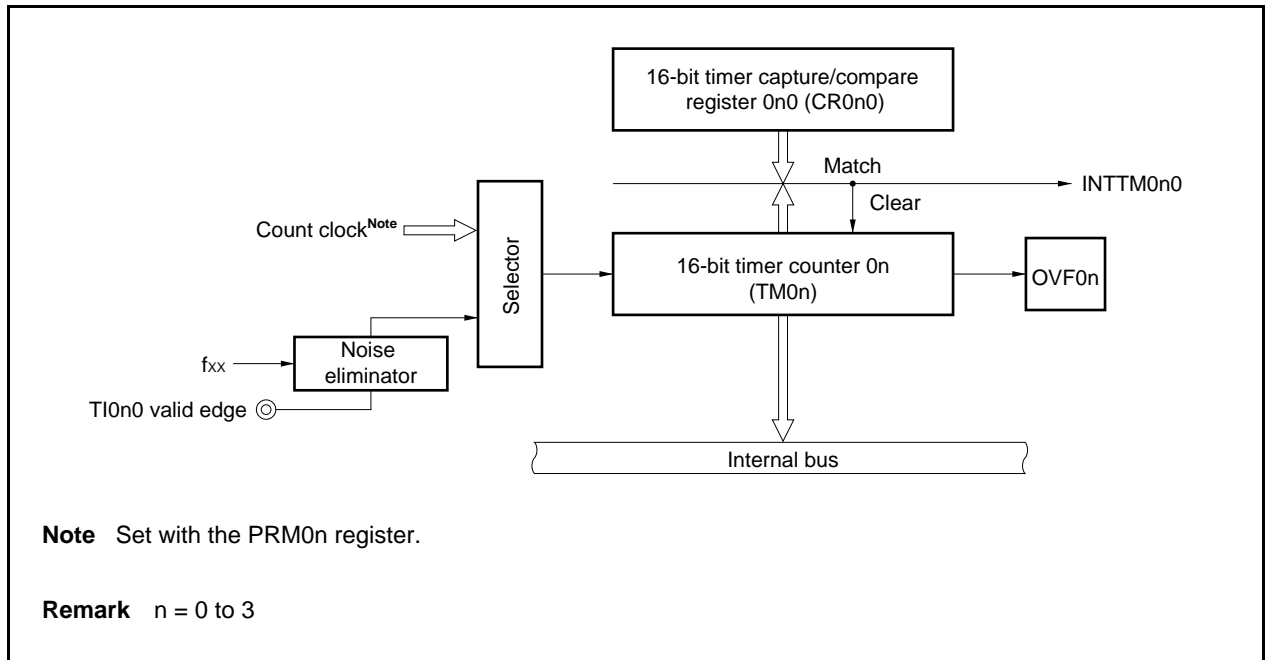 16-bit timer capture/compare
register 0n0 (CR0n0)
Match
INTTM0n0
Clear
Count clockNote
Selector
16-bit timer counter 0n
(TM0n)
OVF0n
fxx
Noise
eliminator
TI0n0 valid edge
Internal bus
Note Set with the PRM0n register.
Remark n = 0 to 3